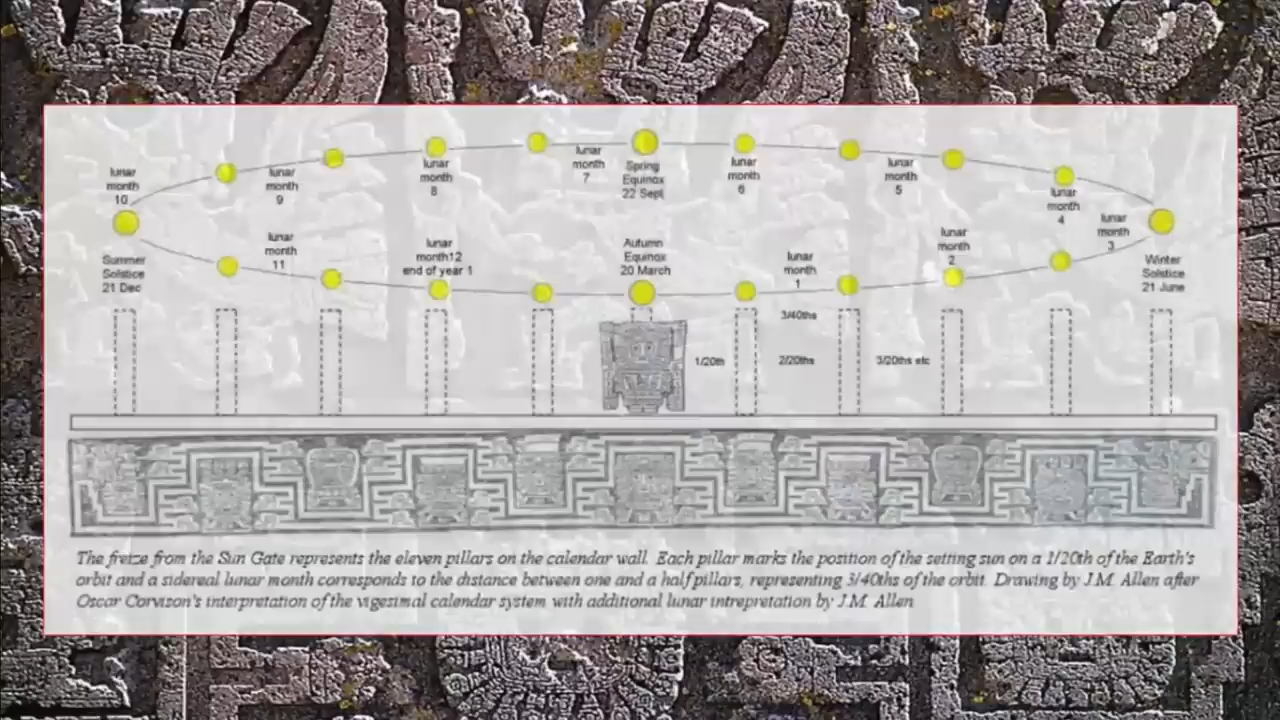 lunar
month
10
lunar
month
9
lunar
month
8
lunar
month
7
Spring
Equinox
22 Sept
lunar
month
6
lunar
month
5
lunar
month
4
lunar
month
3
Summer
Solstice
21 Dec
lunar
month
11
lunar
month12
end of year 1
Autumn
Equinox
20 March
lunar
month
1
lunar
month
2
Winter
Solstice
21 June
3/40ths
1/20th
2/20ths
3/20ths etc
The freize from the Sun Gate represents the eleven pillars on the calendar wall. Each pillar marks the position of the setting sun on a 1/20th of the Earth's
orbit and a sidereal lunar month corresponds to the distance between one and a half pillars, representing 3/40ths of the orbit. Drawing by J.M. Allen after
Oscar Corvison's interpretation of the vigesimal calendar system with additional lunar intrepretation by J.M. Allen